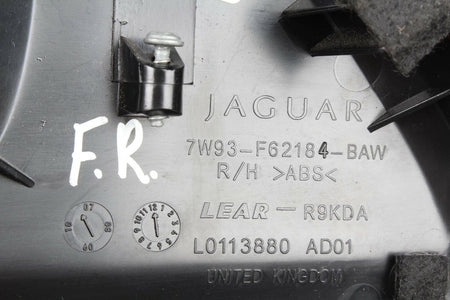 JAGUAR
7W93-F62184-BAW
R/H >ABS<
F.R.
LEAR - R9KDA
L0113880 AD01
UNITED KINGDOM